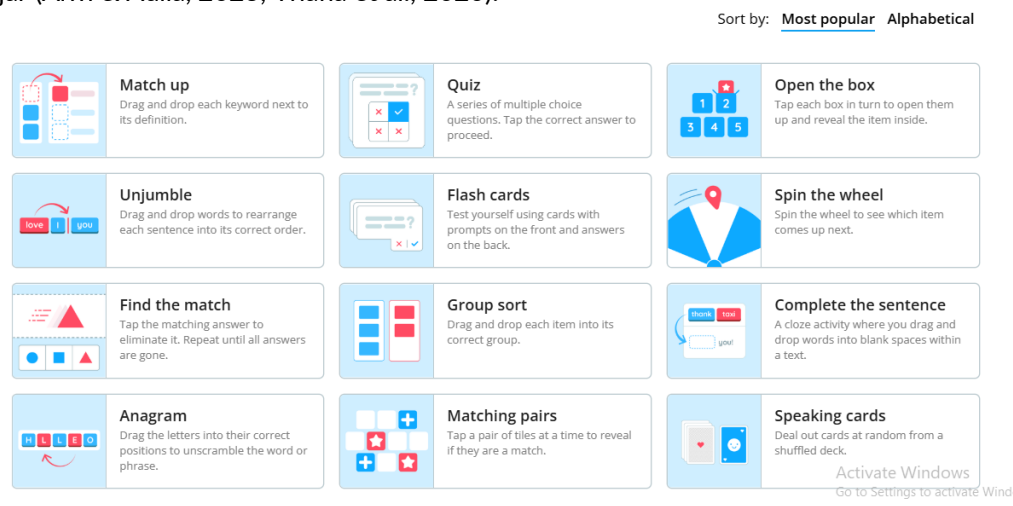 Sort by: Most popular Alphabetical
Match up
Drag and drop each keyword next to
its definition.
Quiz
A series of multiple choice
questions. Tap the correct answer to
proceed.
Open the box
Tap each box in turn to open them
up and reveal the item inside.
1 2
3 4 5
Unjumble
Drag and drop words to rearrange
each sentence into its correct order.
love I you
Flash cards
Test yourself using cards with
prompts on the front and answers
on the back.
Spin the wheel
Spin the wheel to see which item
comes up next.
Find the match
Tap the matching answer to
eliminate it. Repeat until all answers
are gone.
Group sort
Drag and drop each item into its
correct group.
Complete the sentence
A cloze activity where you drag and
drop words into blank spaces within
a text.
thank taxi
you!
Anagram
Drag the letters into their correct
positions to unscramble the word or
phrase.
H L L E O
Matching pairs
Tap a pair of tiles at a time to reveal
if they are a match.
Speaking cards
Deal out cards at random from a
shuffled deck.
Activate Windows
Go to Settings to activate Wind